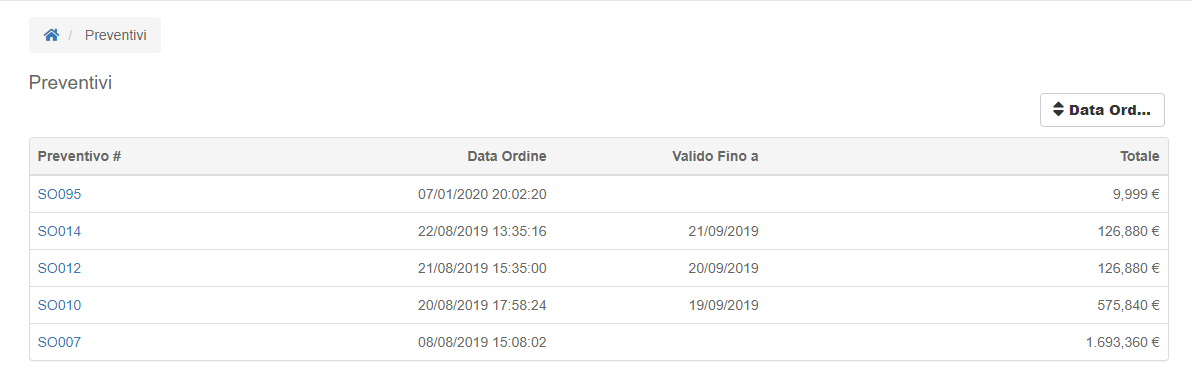 / Preventivi
Preventivi
Data Ord...
Preventivo # Data Ordine Valido Fino a Totale
SO095 07/01/2020 20:02:20 9,999 €
SO014 22/08/2019 13:35:16 21/09/2019 126,880 €
SO012 21/08/2019 15:35:00 20/09/2019 126,880 €
SO010 20/08/2019 17:58:24 19/09/2019 575,840 €
SO007 08/08/2019 15:08:02 1.693,360 €